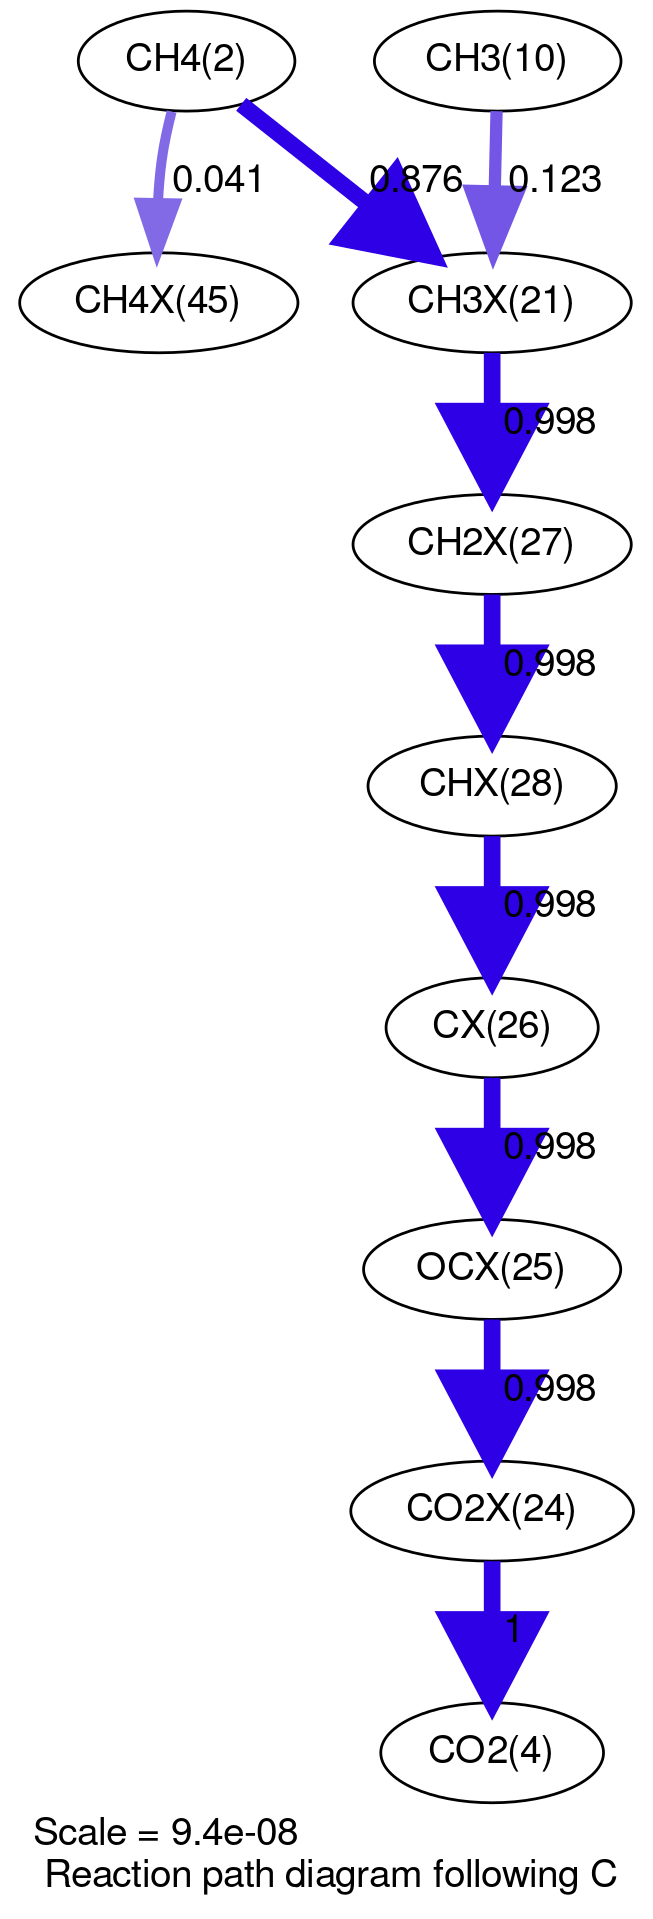 CH4(2)
CH3(10)
0.041
0.876
0.123
CH4X(45)
CH3X(21)
0.998
CH2X(27)
0.998
CHX(28)
0.998
CX(26)
0.998
OCX(25)
0.998
CO2X(24)
1
CO2(4)
Scale = 9.4e-08
Reaction path diagram following C